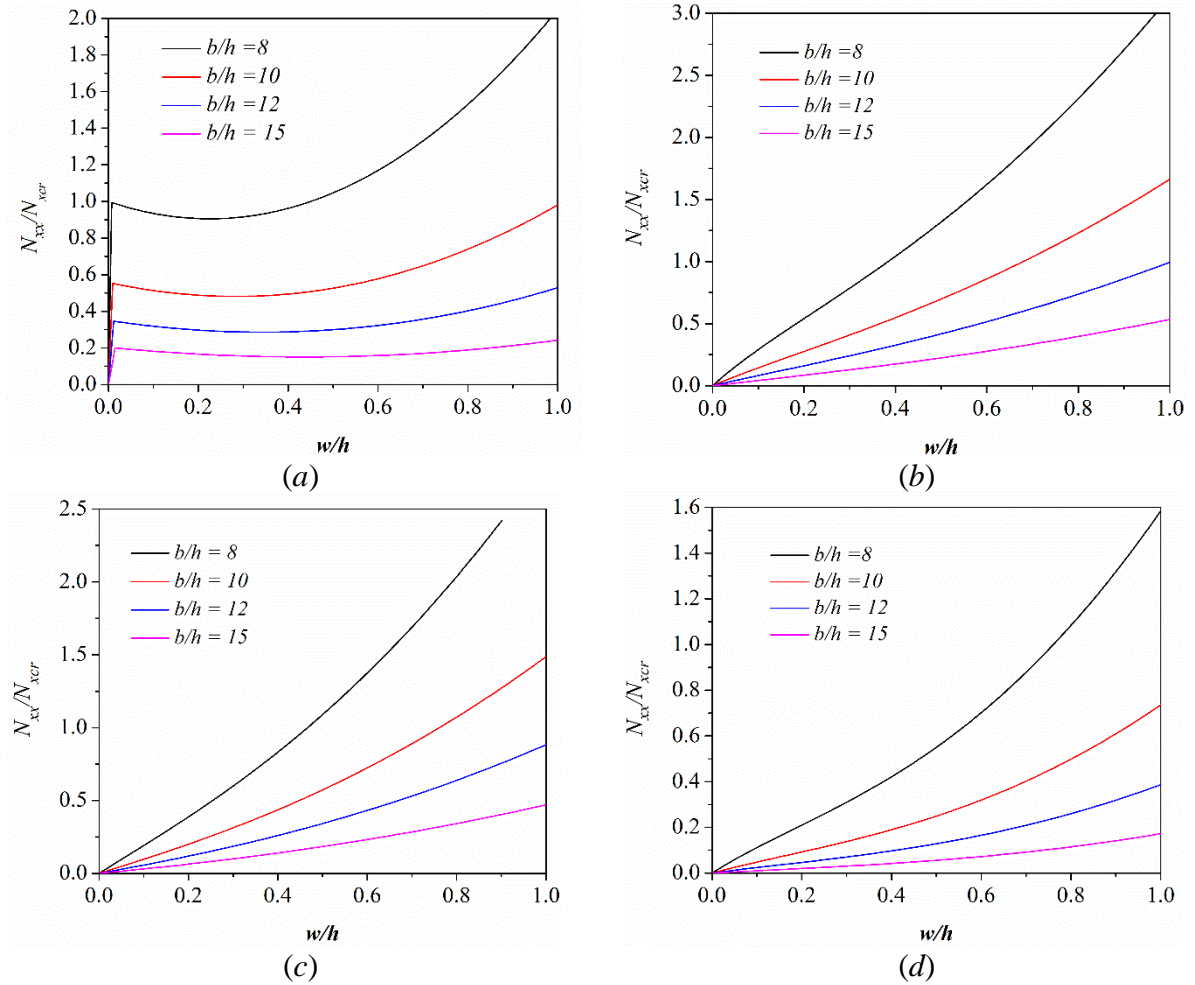 2.0
1.8
1.6
1.4
1.2
1.0
0.8
0.6
0.4
0.2
0.0
N_xx/N_xcr
b/h =8
b/h =10
b/h =12
b/h = 15
0.0 0.2 0.4 0.6 0.8 1.0
w/h
(a)
3.0
2.5
2.0
1.5
1.0
0.5
0.0
N_xx/N_xcr
b/h =8
b/h =10
b/h =12
b/h = 15
0.0 0.2 0.4 0.6 0.8 1.0
w/h
(b)
2.5
2.0
1.5
1.0
0.5
0.0
N_xx/N_xcr
b/h = 8
b/h = 10
b/h = 12
b/h = 15
0.0 0.2 0.4 0.6 0.8 1.0
w/h
(c)
1.6
1.4
1.2
1.0
0.8
0.6
0.4
0.2
0.0
N_xx/N_xcr
b/h =8
b/h =10
b/h = 12
b/h = 15
0.0 0.2 0.4 0.6 0.8 1.0
w/h
(d)